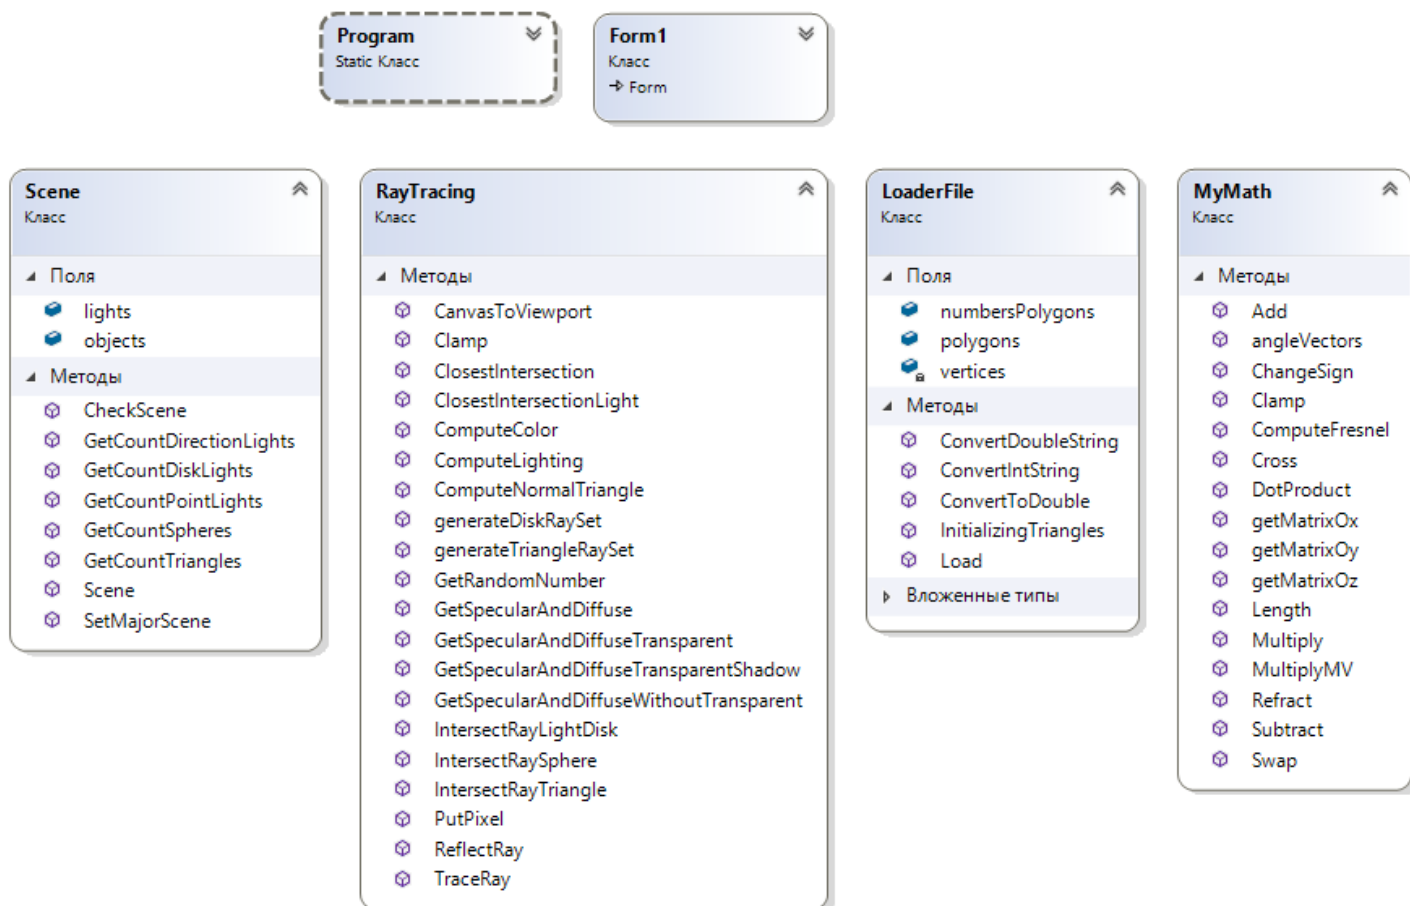 Program
Static Класс
Form1
Класс
Form
Scene
Класс
Поля
lights
objects
Методы
CheckScene
GetCountDirectionLights
GetCountDiskLights
GetCountPointLights
GetCountSpheres
GetCountTriangles
Scene
SetMajorScene
RayTracing
Класс
Методы
CanvasToViewport
Clamp
ClosestIntersection
ClosestIntersectionLight
ComputeColor
ComputeLighting
ComputeNormalTriangle
generateDiskRaySet
generateTriangleRaySet
GetRandomNumber
GetSpecularAndDiffuse
GetSpecularAndDiffuseTransparent
GetSpecularAndDiffuseTransparentShadow
GetSpecularAndDiffuseWithoutTransparent
IntersectRayLightDisk
IntersectRaySphere
IntersectRayTriangle
PutPixel
ReflectRay
TraceRay
LoaderFile
Класс
Поля
numbersPolygons
polygons
vertices
Методы
ConvertDoubleString
ConvertIntString
ConvertToDouble
InitializingTriangles
Load
Вложенные типы
MyMath
Класс
Методы
Add
angleVectors
ChangeSign
Clamp
ComputeFresnel
Cross
DotProduct
getMatrixOx
getMatrixOy
getMatrixOz
Length
Multiply
MultiplyMV
Refract
Subtract
Swap